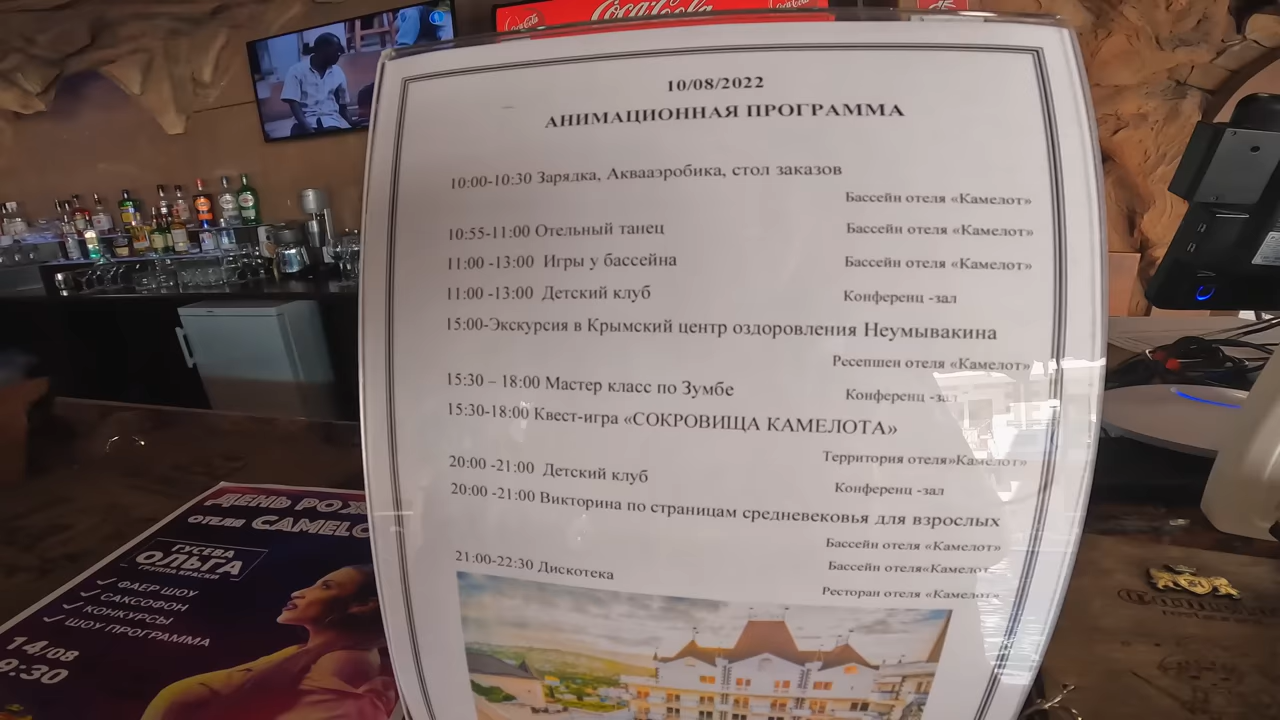 Coca-Cola
10/08/2022
АНИМАЦИОННАЯ ПРОГРАММА
10:00-10:30 Зарядка, Аквааэробика, стол заказов
Бассейн отеля «Камелот»
10:55-11:00 Отельный танец Бассейн отеля «Камелот»
11:00 -13:00 Игры у бассейна Бассейн отеля «Камелот»
11:00 -13:00 Детский клуб Конференц -зал
15:00-Экскурсия в Крымский центр оздоровления Неумывакина
Ресепшен отеля «Камелот»
15:30 – 18:00 Мастер класс по Зумбе Конференц -зал
15:30-18:00 Квест-игра «СОКРОВИЩА КАМЕЛОТА»
Территория отеля»Камелот»
20:00 -21:00 Детский клуб Конференц -зал
20:00 -21:00 Викторина по страницам средневековья для взрослых
Бассейн отеля «Камелот»
21:00-22:30 Дискотека Бассейн отеля«Камелот»
Ресторан отеля «Камелот»
ДЕНЬ РОЖ
ОТЕЛЯ CAMELO
ГУСЕВА
ОЛЬГА
ГРУППА КРАСКИ
ФАЕР ШОУ
САКСОФОН
КОНКУРСЫ
ШОУ ПРОГРАММА
14/08
9:30